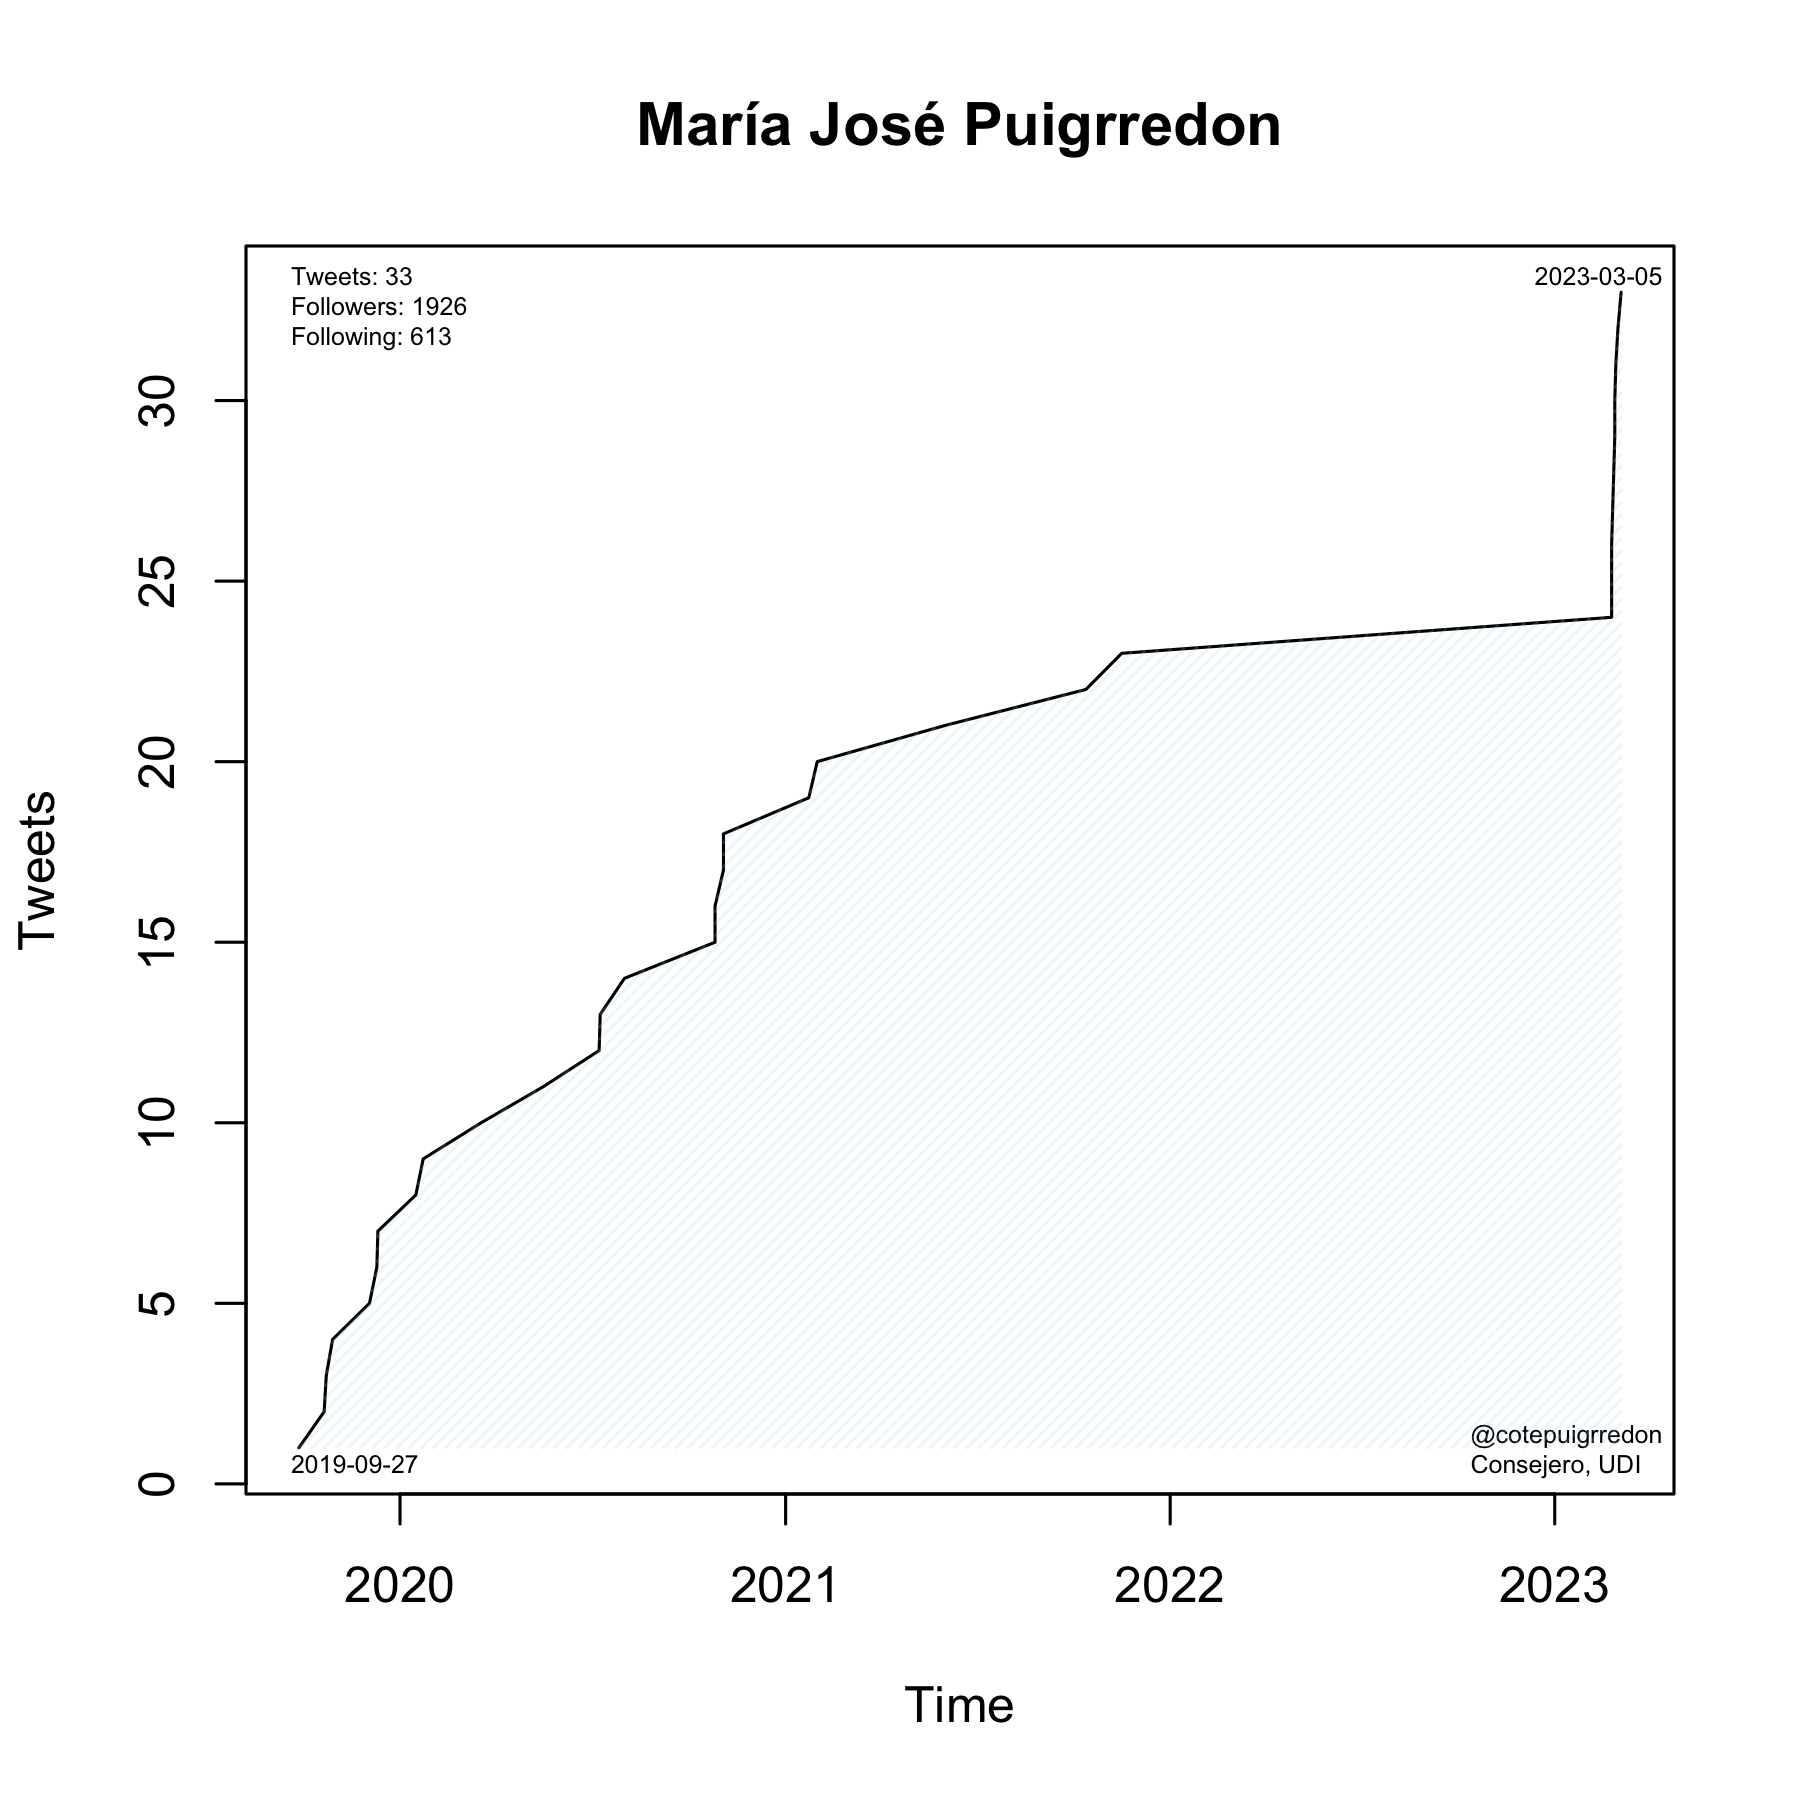 María José Puigrredon
Tweets: 33
Followers: 1926
Following: 613
2023-03-05
Tweets
30
25
20
15
10
5
0
@cotepuigrredon
Consejero, UDI
2019-09-27
2020 2021 2022 2023
Time